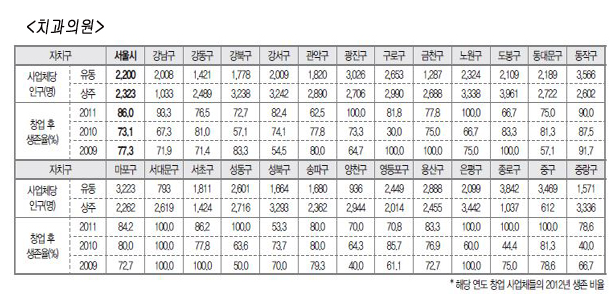 <치과의원>
자치구 서울시 강남구 강동구 강북구 강서구 관악구 광진구 구로구 금천구 노원구 도봉구 동대문구 동작구
사업체당 인구(명) 유동 2,200 2,008 1,421 1,778 2,009 1,820 3,026 2,653 1,287 2,324 2,109 2,189 3,566
상주 2,323 1,033 2,489 3,238 3,242 2,890 2,706 2,990 2,688 3,338 3,961 2,722 2,602
창업 후 생존율(%) 2011 86.0 93.3 76.5 72.7 82.4 62.5 100.0 81.8 77.8 100.0 66.7 75.0 90.0
2010 73.1 67.3 81.0 57.1 74.1 77.8 73.3 30.0 75.0 66.7 83.3 81.3 87.5
2009 77.3 71.9 71.4 83.3 54.5 80.0 64.7 100.0 100.0 75.0 100.0 57.1 91.7
자치구 마포구 서대문구 서초구 성동구 성북구 송파구 양천구 영등포구 용산구 은평구 종로구 중구 중랑구
사업체당 인구(명) 유동 3,223 793 1,811 2,601 1,664 1,680 936 2,449 2,888 2,099 3,842 3,469 1,571
상주 2,262 2,619 1,424 2,716 3,293 2,362 2,944 2,014 2,455 3,442 1,037 612 3,336
창업 후 생존율(%) 2011 84.2 100.0 86.2 100.0 53.3 80.0 70.0 70.8 83.3 100.0 100.0 100.0 78.6
2010 80.0 100.0 77.8 63.6 73.7 80.0 64.3 85.7 76.9 60.0 44.4 81.3 40.0
2009 72.7 100.0 100.0 50.0 70.0 79.3 40.0 61.1 72.7 100.0 75.0 78.6 66.7
* 해당 연도 창업 사업체들의 2012년 생존 비율